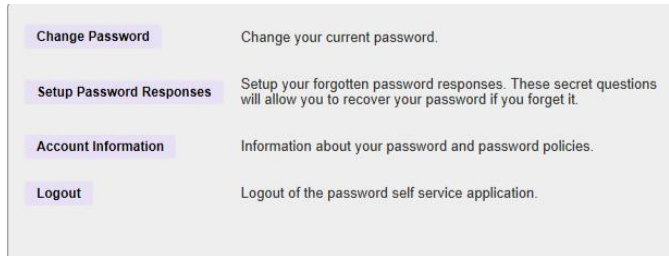 Change Password
Change your current password.
Setup Password Responses
Setup your forgotten password responses. These secret questions
will allow you to recover your password if you forget it.
Account Information
Information about your password and password policies.
Logout
Logout of the password self service application.